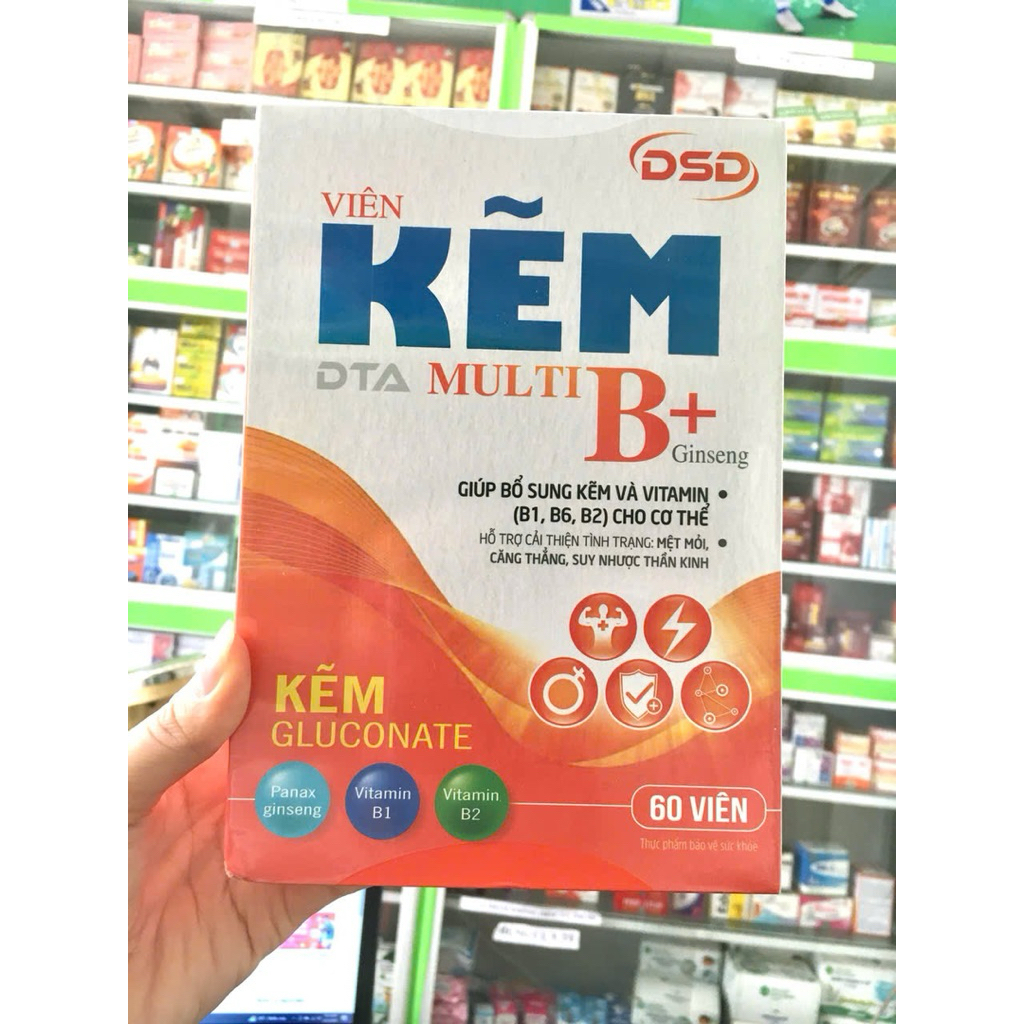 DSD
VIÊN
KẼM
DTA MULTI B+
Ginseng
GIÚP BỔ SUNG KẼM VÀ VITAMIN •
(B1, B6, B2) CHO CƠ THỂ
HỖ TRỢ CẢI THIỆN TÌNH TRẠNG: MỆT MỎI, •
CĂNG THẲNG, SUY NHƯỢC THẦN KINH
KẼM
GLUCONATE
Panax
ginseng
Vitamin
B1
Vitamin
B2
60 VIÊN
Thực phẩm bảo vệ sức khỏe